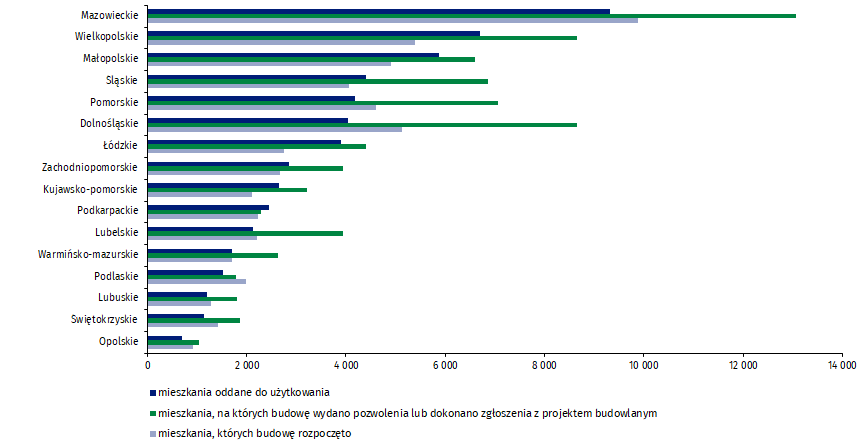 Mazowieckie
Wielkopolskie
Małopolskie
Śląskie
Pomorskie
Dolnośląskie
Łódzkie
Zachodniopomorskie
Kujawsko-pomorskie
Podkarpackie
Lubelskie
Warmińsko-mazurskie
Podlaskie
Lubuskie
Swiętokrzyskie
Opolskie
0 2 000 4 000 6 000 8 000 10 000 12 000 14 000
mieszkania oddane do użytkowania
mieszkania, na których budowę wydano pozwolenia lub dokonano zgłoszenia z projektem budowlanym
mieszkania, których budowę rozpoczęto